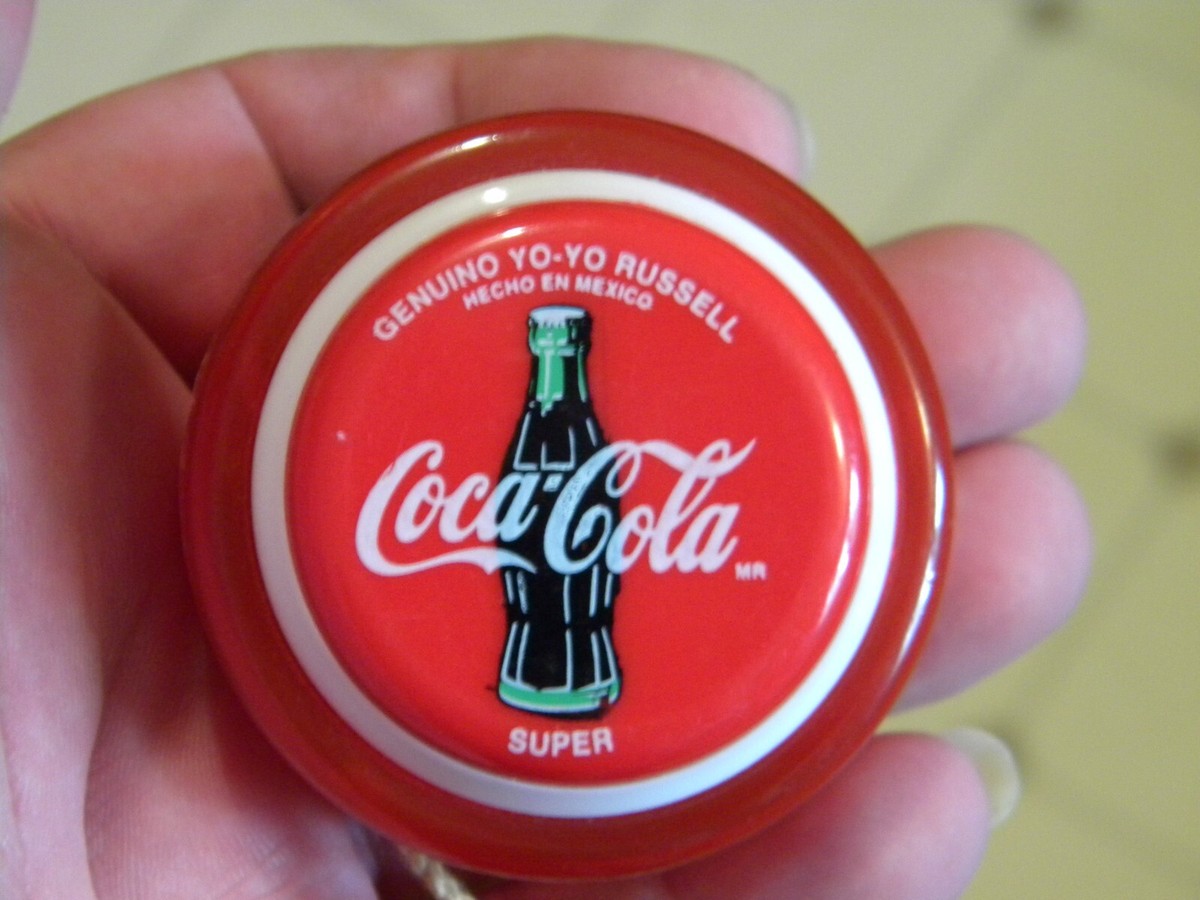 GENUINO YO-YO RUSSELL
HECHO EN MEXICO
Coca-Cola MR
SUPER